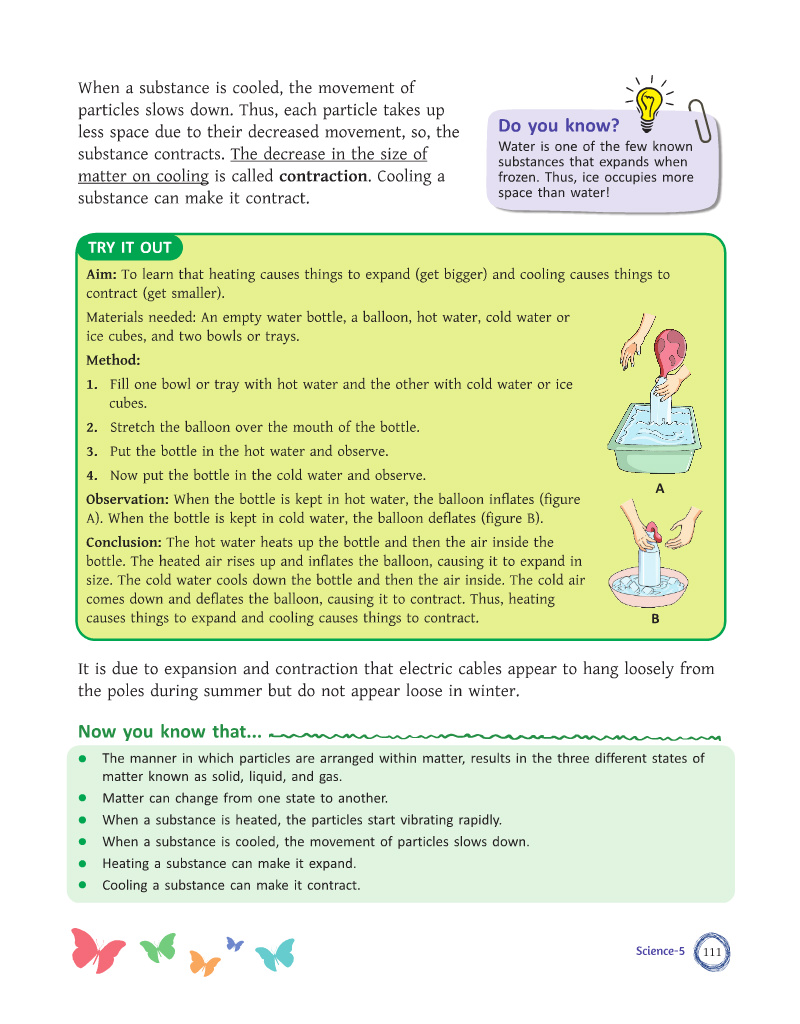 When a substance is cooled, the movement of
particles slows down. Thus, each particle takes up
less space due to their decreased movement, so, the
substance contracts. The decrease in the size of
matter on cooling is called contraction. Cooling a
substance can make it contract.
Do you know?
Water is one of the few known
substances that expands when
frozen. Thus, ice occupies more
space than water!
TRY IT OUT
Aim: To learn that heating causes things to expand (get bigger) and cooling causes things to
contract (get smaller).
Materials needed: An empty water bottle, a balloon, hot water, cold water or
ice cubes, and two bowls or trays.
Method:
1. Fill one bowl or tray with hot water and the other with cold water or ice
cubes.
2. Stretch the balloon over the mouth of the bottle.
3. Put the bottle in the hot water and observe.
4. Now put the bottle in the cold water and observe.
Observation: When the bottle is kept in hot water, the balloon inflates (figure
A). When the bottle is kept in cold water, the balloon deflates (figure B).
Conclusion: The hot water heats up the bottle and then the air inside the
bottle. The heated air rises up and inflates the balloon, causing it to expand in
size. The cold water cools down the bottle and then the air inside. The cold air
comes down and deflates the balloon, causing it to contract. Thus, heating
causes things to expand and cooling causes things to contract.
A
B
It is due to expansion and contraction that electric cables appear to hang loosely from
the poles during summer but do not appear loose in winter.
Now you know that...
● The manner in which particles are arranged within matter, results in the three different states of
matter known as solid, liquid, and gas.
● Matter can change from one state to another.
● When a substance is heated, the particles start vibrating rapidly.
● When a substance is cooled, the movement of particles slows down.
● Heating a substance can make it expand.
● Cooling a substance can make it contract.
Science-5 111